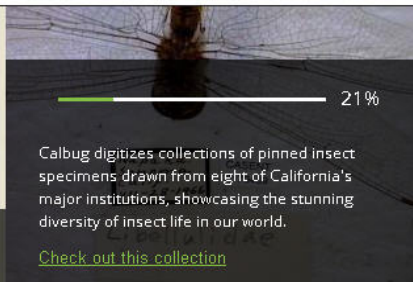 21%
Calbug digitizes collections of pinned insect
specimens drawn from eight of California's
major institutions, showcasing the stunning
diversity of insect life in our world.
Libellulidae
Check out this collection